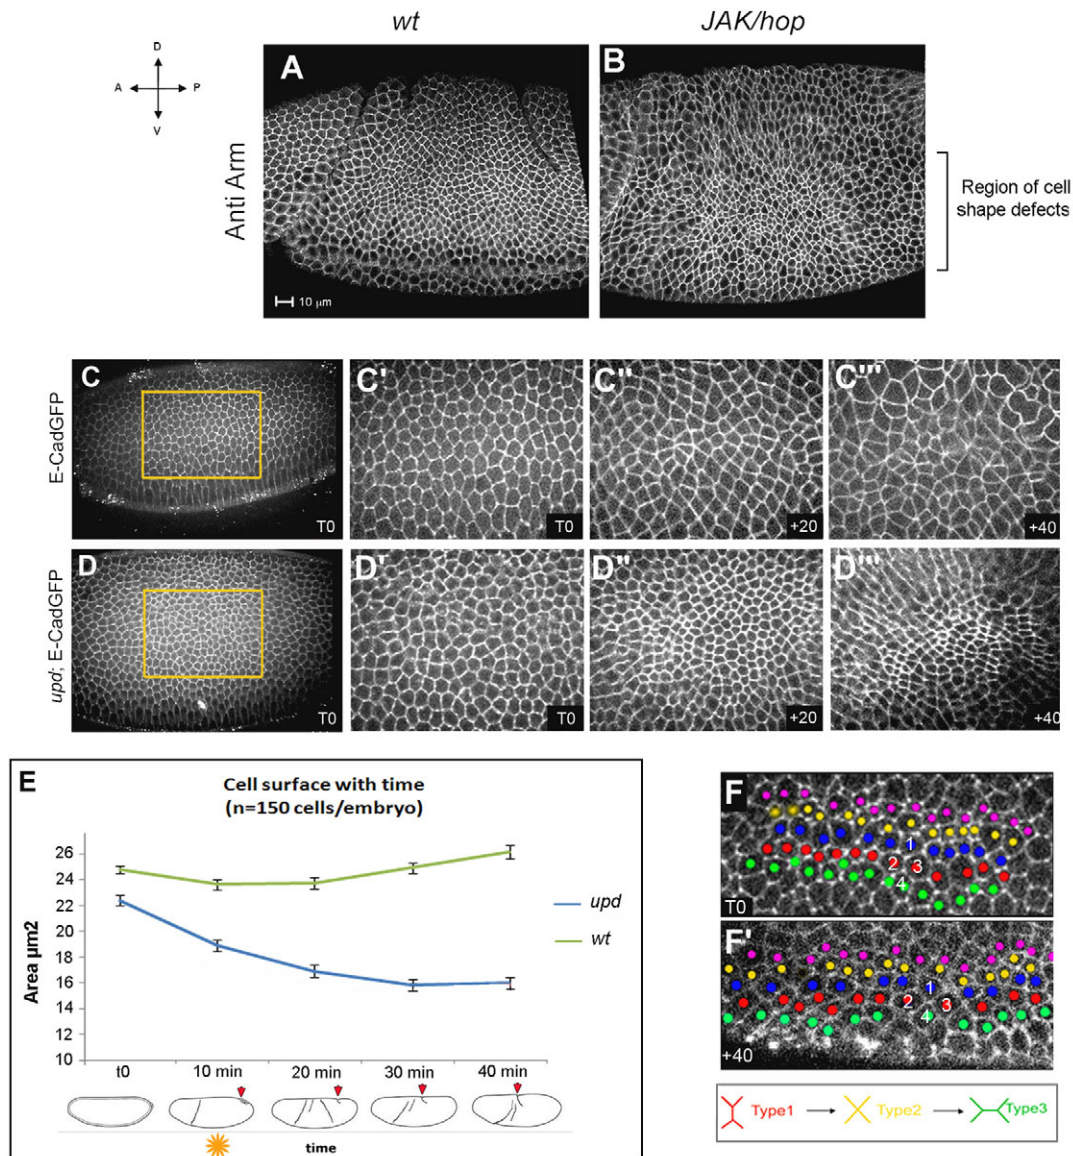 wt
JAK/hop
D
A
P
V
A
B
Anti Arm
10 µm
Region of cell
shape defects
C
C'
C''
C'''
E-CadGFP
T0
T0
+20
+40
D
D'
D''
D'''
upd; E-CadGFP
T0
T0
+20
+40
E
Cell surface with time
(n=150 cells/embryo)
26
24
22
20
18
16
14
12
10
Area µm2
upd
wt
t0
10 min
20 min
30 min
40 min
time
F
1
2
3
4
T0
F'
1
2
3
4
+40
Type1
Type2
Type3